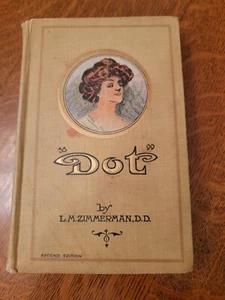 "Dot"
by
L.M. ZIMMERMAN, D.D.
SECOND EDITION